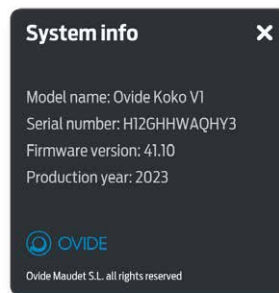 System info
Model name: Ovide Koko V1
Serial number: H12GHHWAQHY3
Firmware version: 41.10
Production year: 2023
OVIDE
Ovide Maudet S.L. all rights reserved